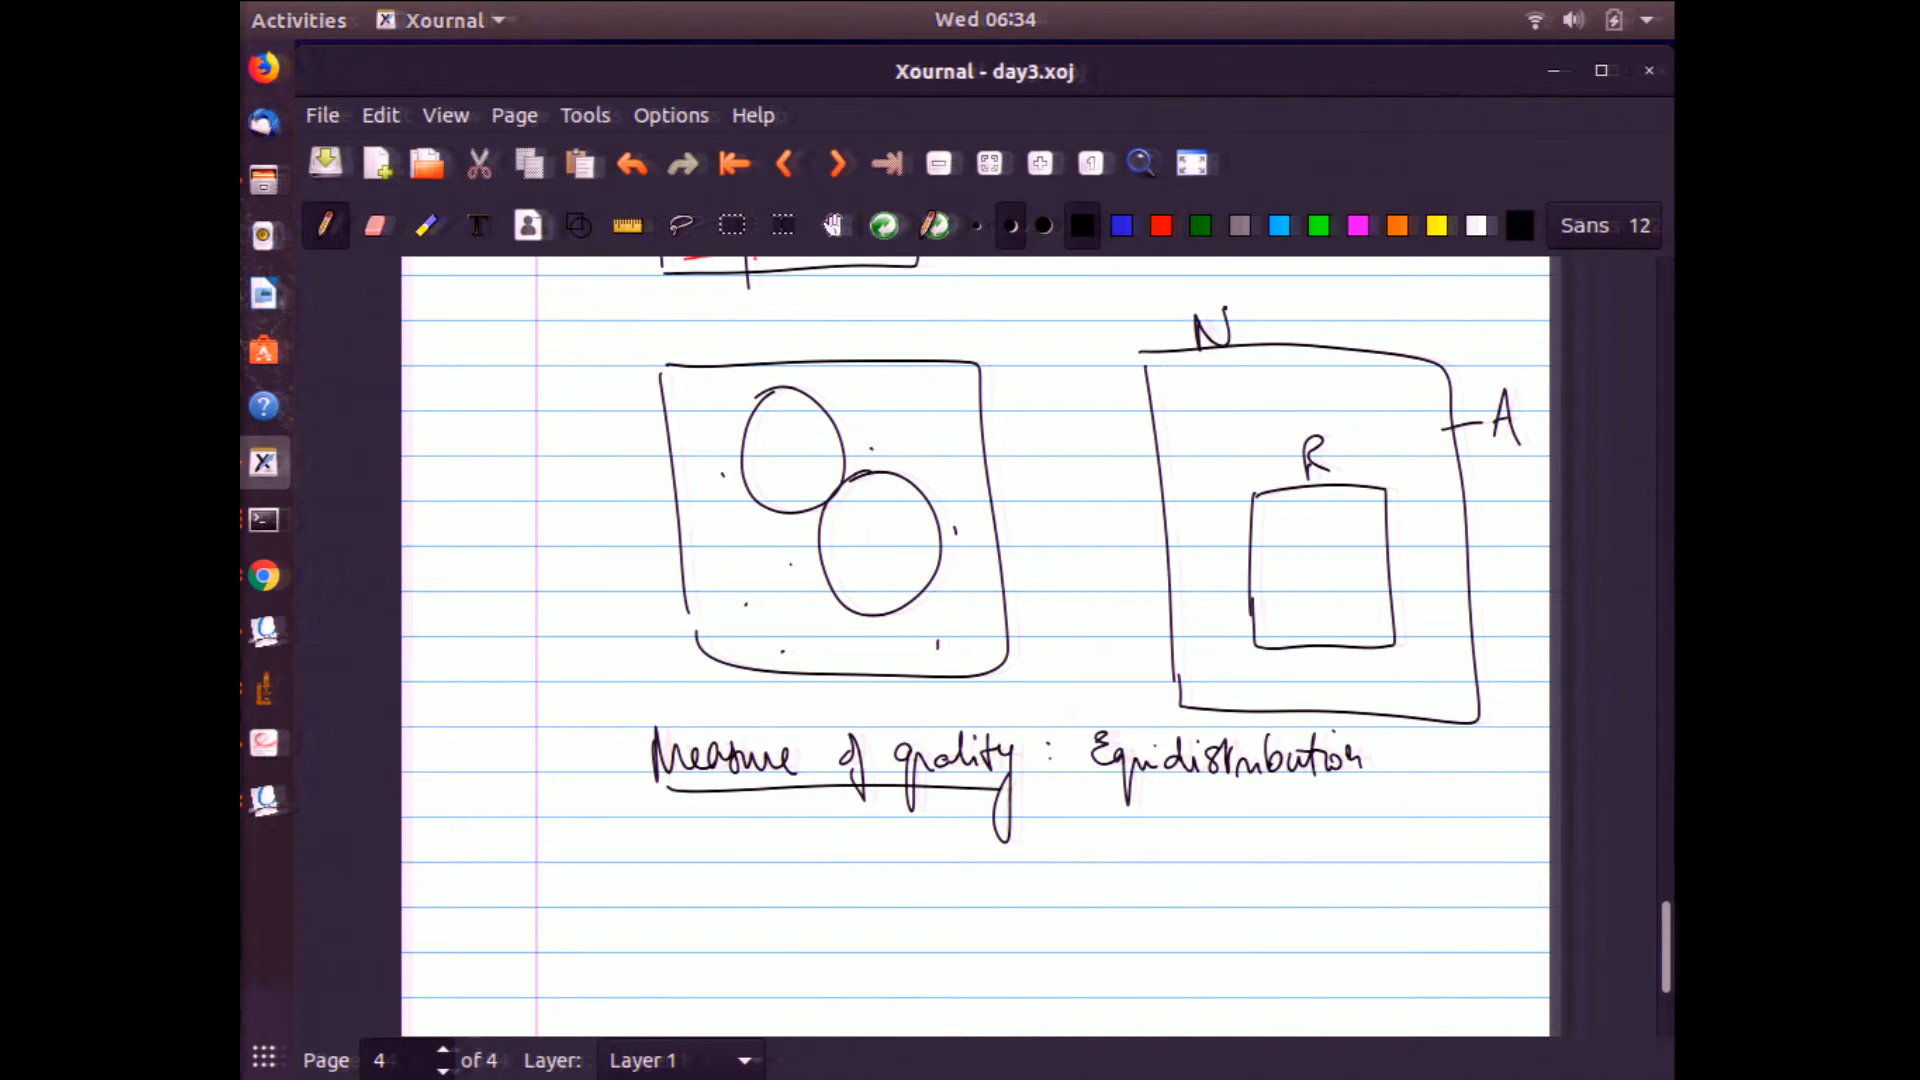 Activities Xournal Wed 06:34
Xournal - day3.xoj
File Edit View Page Tools Options Help
Sans 12
N
A
R
Measure of quality : Equidistribution
Page 44 of 4 Layer: Layer 1